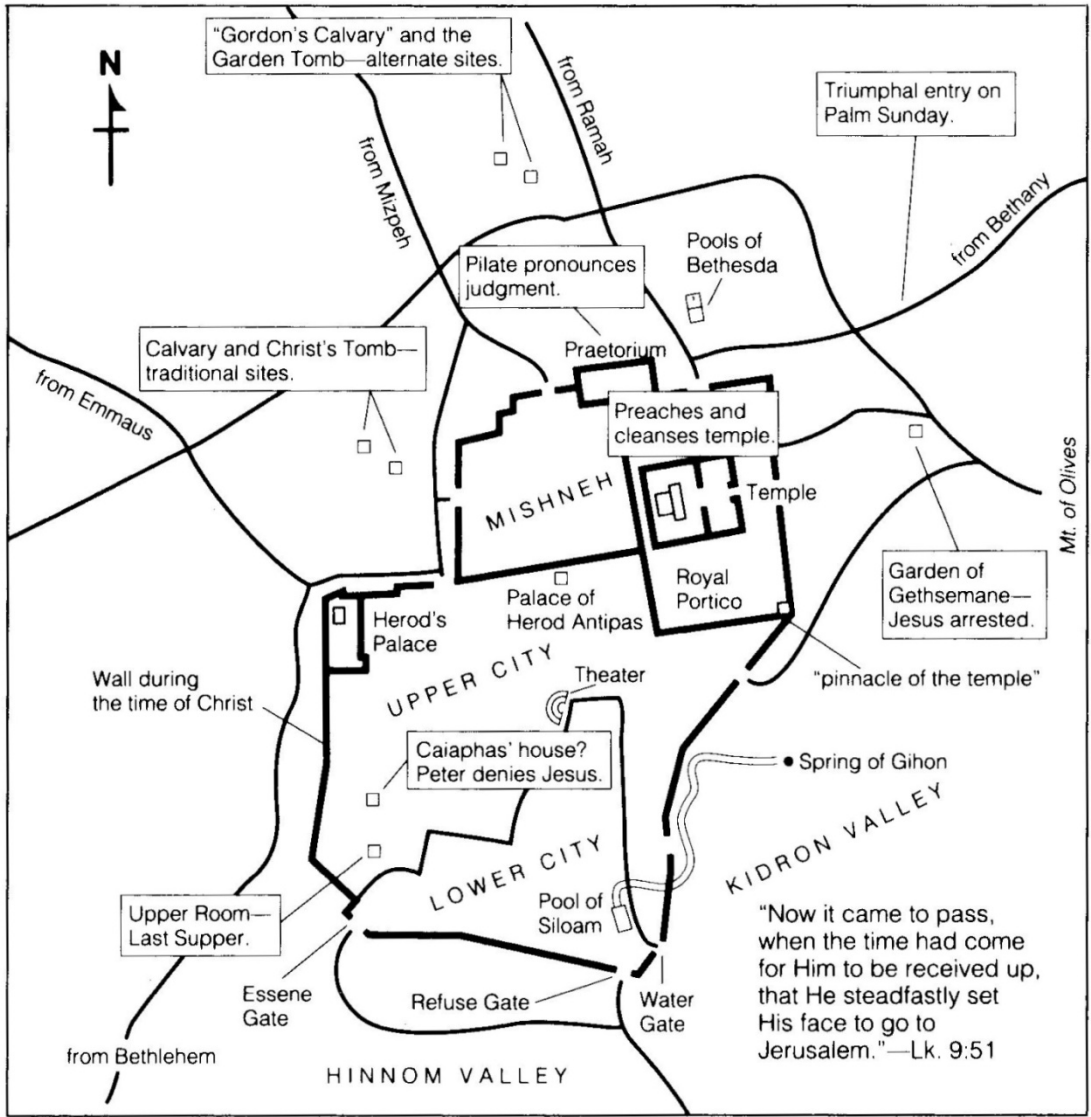 "Gordon's Calvary" and the
Garden Tomb—alternate sites.
N
from Mizpeh
from Ramah
Triumphal entry on
Palm Sunday.
from Bethany
Pools of
Bethesda
Pilate pronounces
judgment.
Praetorium
Calvary and Christ's Tomb—
traditional sites.
from Emmaus
Preaches and
cleanses temple.
MISHNEH
Temple
Mt. of Olives
Garden of
Gethsemane—
Jesus arrested.
Royal
Portico
Palace of
Herod Antipas
Herod's
Palace
"pinnacle of the temple"
UPPER CITY
Theater
Wall during
the time of Christ
Caiaphas' house?
Peter denies Jesus.
Spring of Gihon
KIDRON VALLEY
LOWER CITY
Pool of
Siloam
Upper Room—
Last Supper.
Essene
Gate
Refuse Gate
Water
Gate
from Bethlehem
HINNOM VALLEY
"Now it came to pass,
when the time had come
for Him to be received up,
that He steadfastly set
His face to go to
Jerusalem."—Lk. 9:51